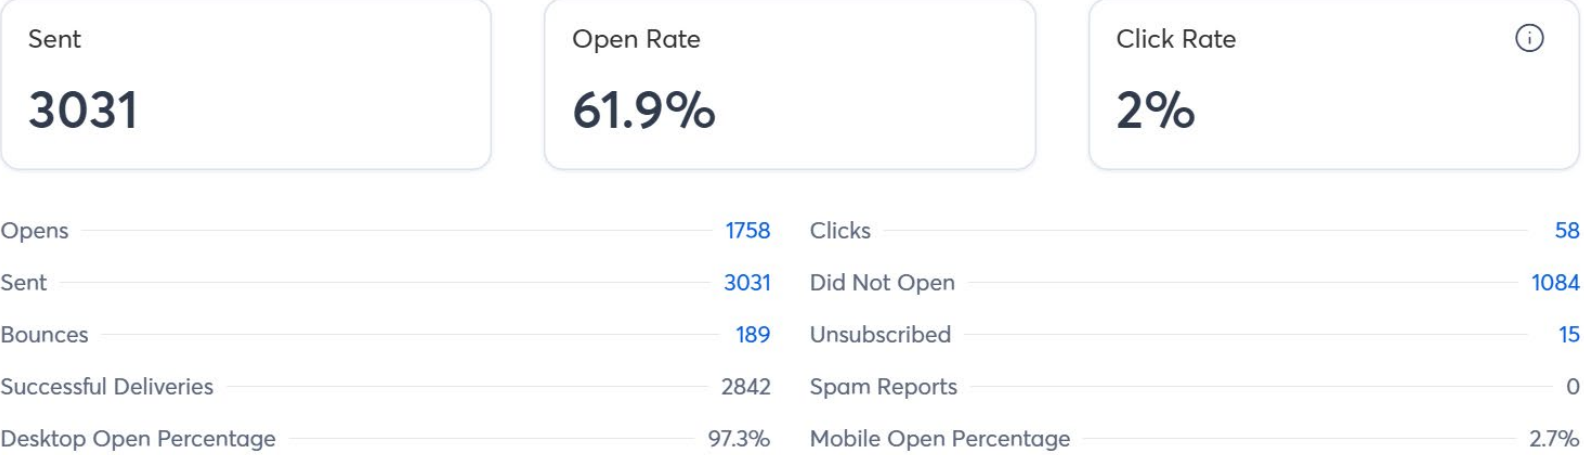 Sent
3031
Open Rate
61.9%
Click Rate
2%
Opens 1758
Sent 3031
Bounces 189
Successful Deliveries 2842
Desktop Open Percentage 97.3%
Clicks 58
Did Not Open 1084
Unsubscribed 15
Spam Reports 0
Mobile Open Percentage 2.7%